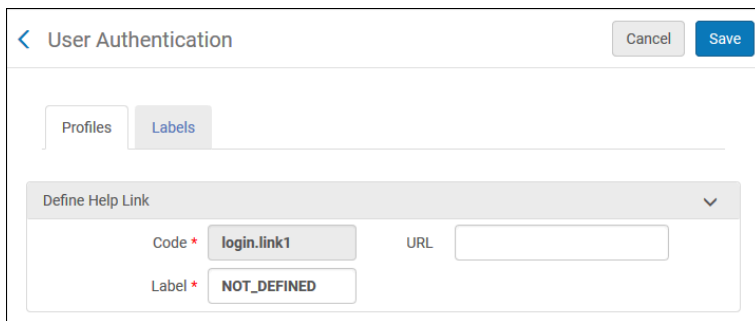 User Authentication
Cancel
Save
Profiles
Labels
Define Help Link
Code * login.link1 URL
Label * NOT_DEFINED